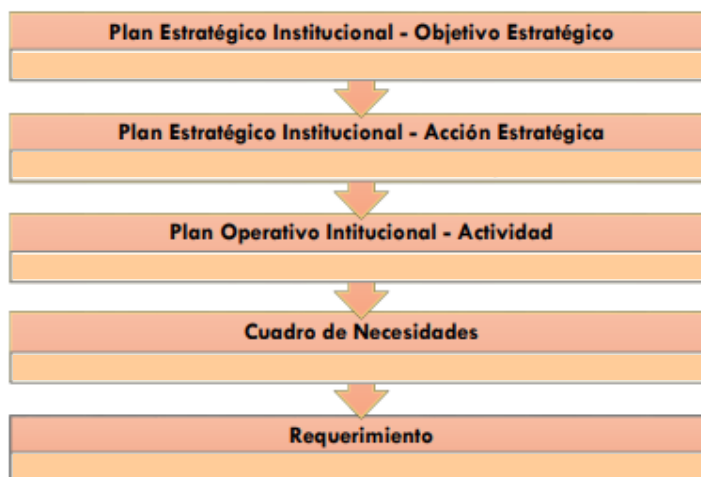 Plan Estratégico Institucional - Objetivo Estratégico
Plan Estratégico Institucional - Acción Estratégica
Plan Operativo Intitucional - Actividad
Cuadro de Necesidades
Requerimiento